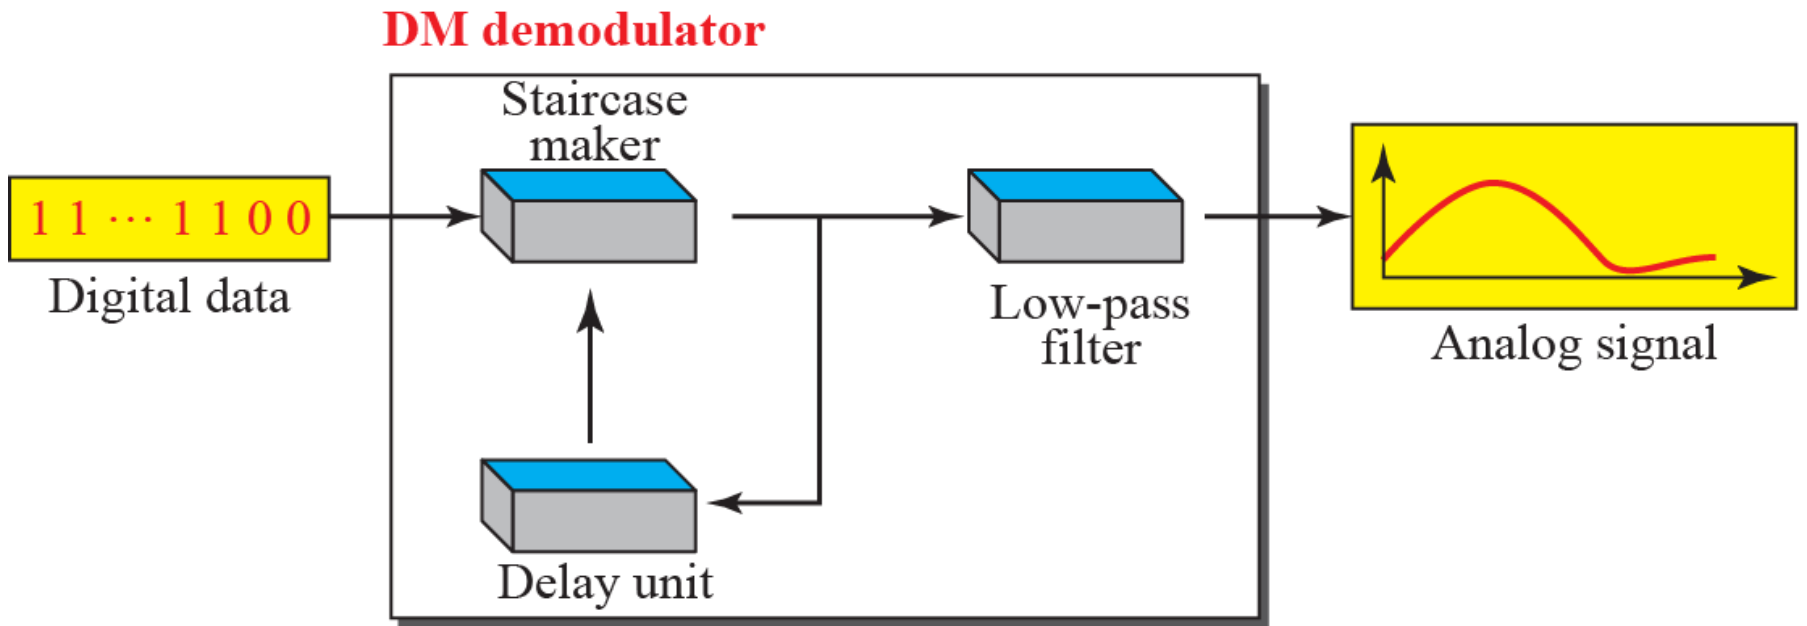 DM demodulator
Staircase
maker
1 1 ··· 1 1 0 0
Digital data
Low-pass
filter
Analog signal
Delay unit